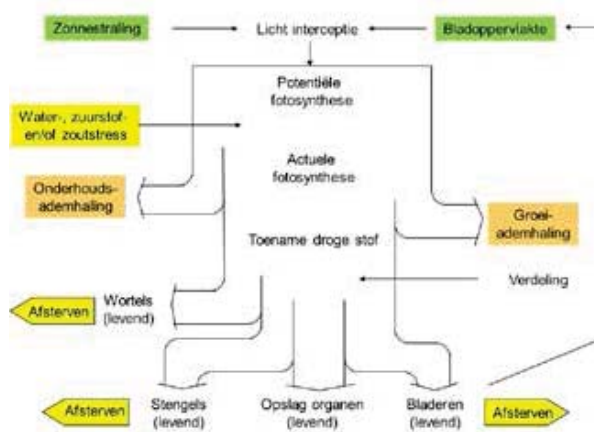 Zonnestraling
Licht interceptie
Bladoppervlakte
Potentiële
fotosynthese
Water-, zuurstof-
en/of zoutstress
Actuele
fotosynthese
Onderhouds-
ademhaling
Groei-
ademhaling
Toename droge stof
Verdeling
Afsterven
Wortels
(levend)
Afsterven
Stengels
(levend)
Opslag organen
(levend)
Bladeren
(levend)
Afsterven